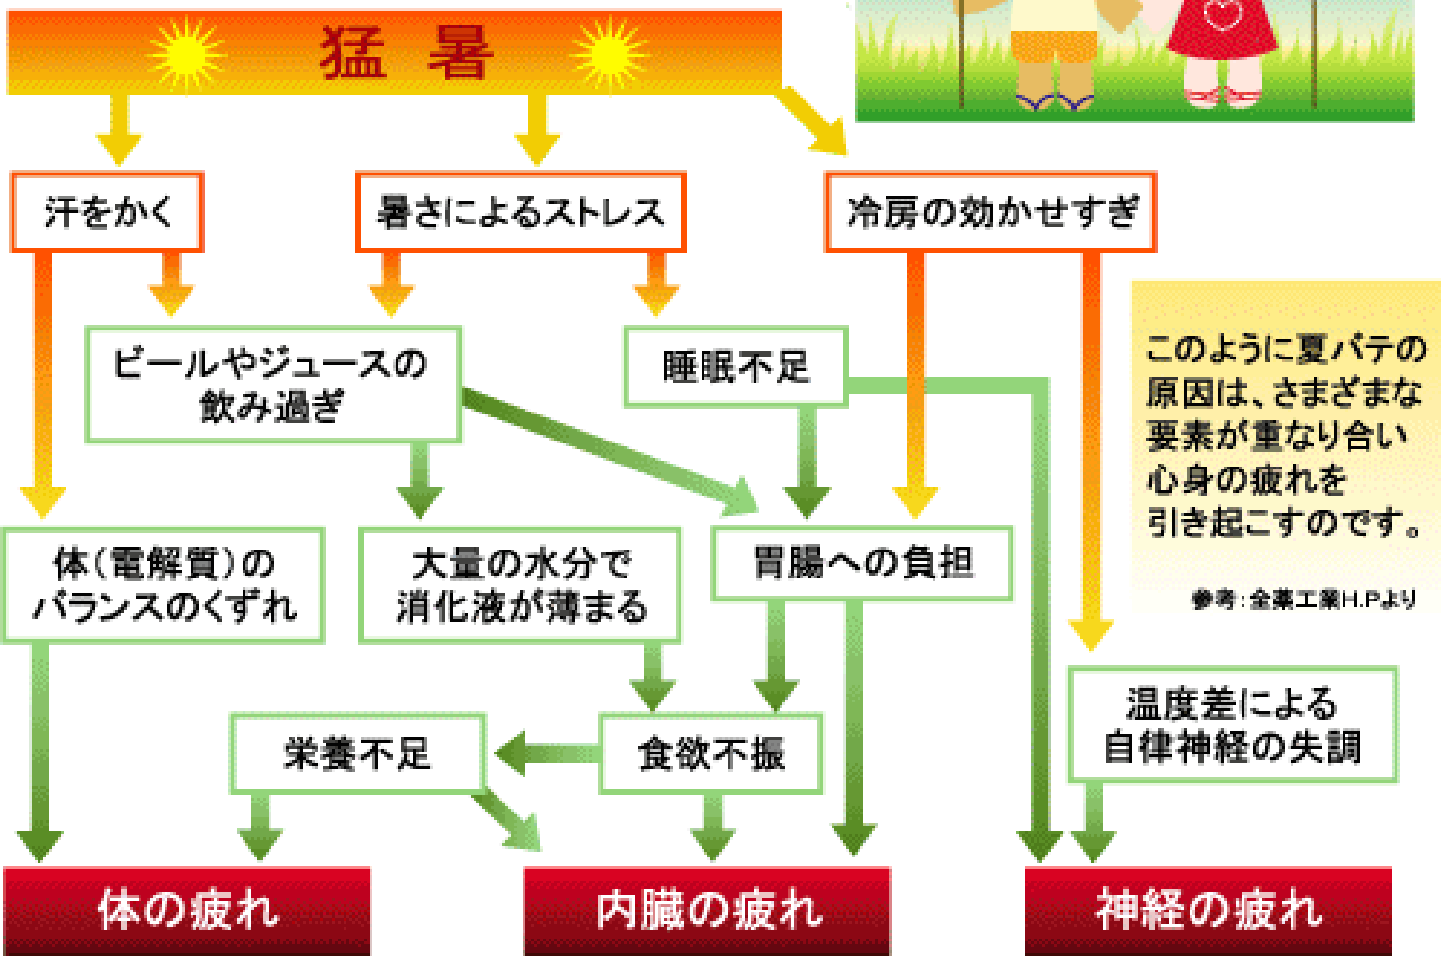 猛暑
汗をかく
暑さによるストレス
冷房の効かせすぎ
ビールやジュースの
飲み過ぎ
睡眠不足
このように夏バテの
原因は、さまざまな
要素が重なり合い
心身の疲れを
引き起こすのです。
参考：全薬工業H.Pより
体（電解質）の
バランスのくずれ
大量の水分で
消化液が薄まる
胃腸への負担
温度差による
自律神経の失調
栄養不足
食欲不振
体の疲れ
内臓の疲れ
神経の疲れ